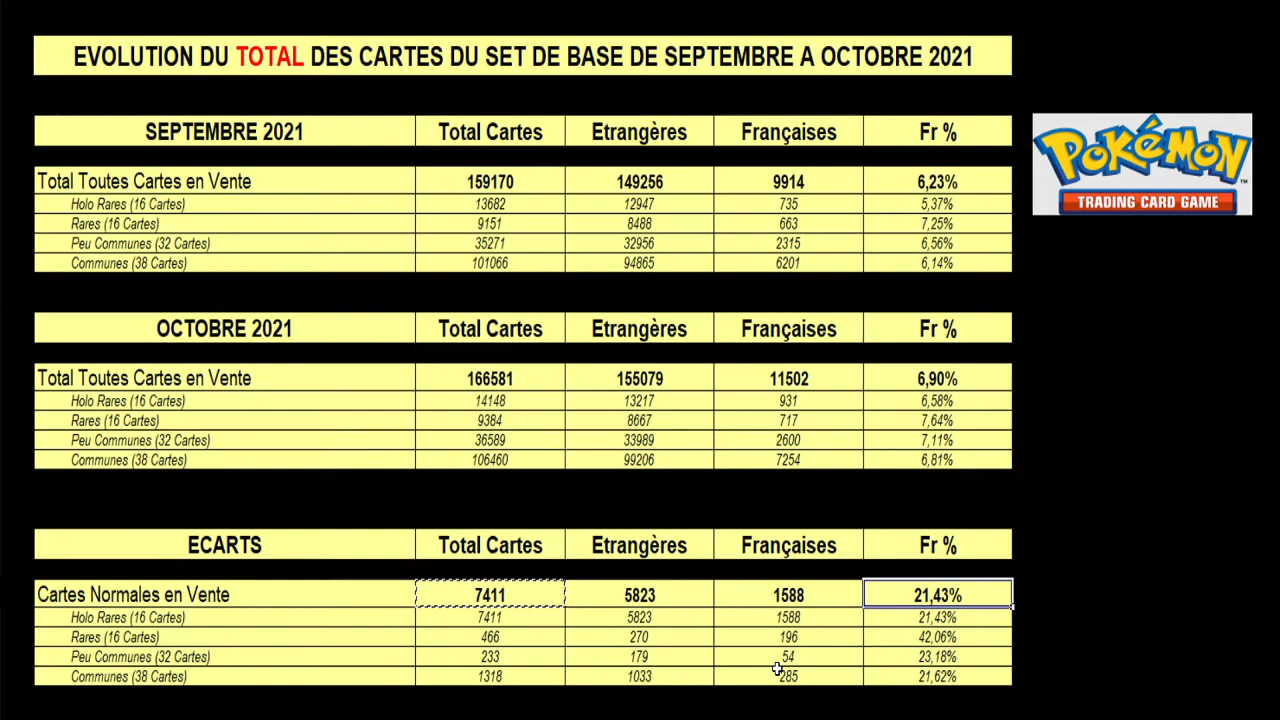 EVOLUTION DU TOTAL DES CARTES DU SET DE BASE DE SEPTEMBRE A OCTOBRE 2021
SEPTEMBRE 2021 Total Cartes Etrangères Françaises Fr %
Total Toutes Cartes en Vente 159170 149256 9914 6,23%
Holo Rares (16 Cartes) 13682 12947 735 5,37%
Rares (16 Cartes) 9151 8488 663 7,25%
Peu Communes (32 Cartes) 35271 32956 2315 6,56%
Communes (38 Cartes) 101066 94865 6201 6,14%
POKéMON
TM
TRADING CARD GAME
OCTOBRE 2021 Total Cartes Etrangères Françaises Fr %
Total Toutes Cartes en Vente 166581 155079 11502 6,90%
Holo Rares (16 Cartes) 14148 13217 931 6,58%
Rares (16 Cartes) 9384 8667 717 7,64%
Peu Communes (32 Cartes) 36589 33989 2600 7,11%
Communes (38 Cartes) 106460 99206 7254 6,81%
ECARTS Total Cartes Etrangères Françaises Fr %
Cartes Normales en Vente 7411 5823 1588 21,43%
Holo Rares (16 Cartes) 7411 5823 1588 21,43%
Rares (16 Cartes) 466 270 196 42,06%
Peu Communes (32 Cartes) 233 179 54 23,18%
Communes (38 Cartes) 1318 1033 285 21,62%